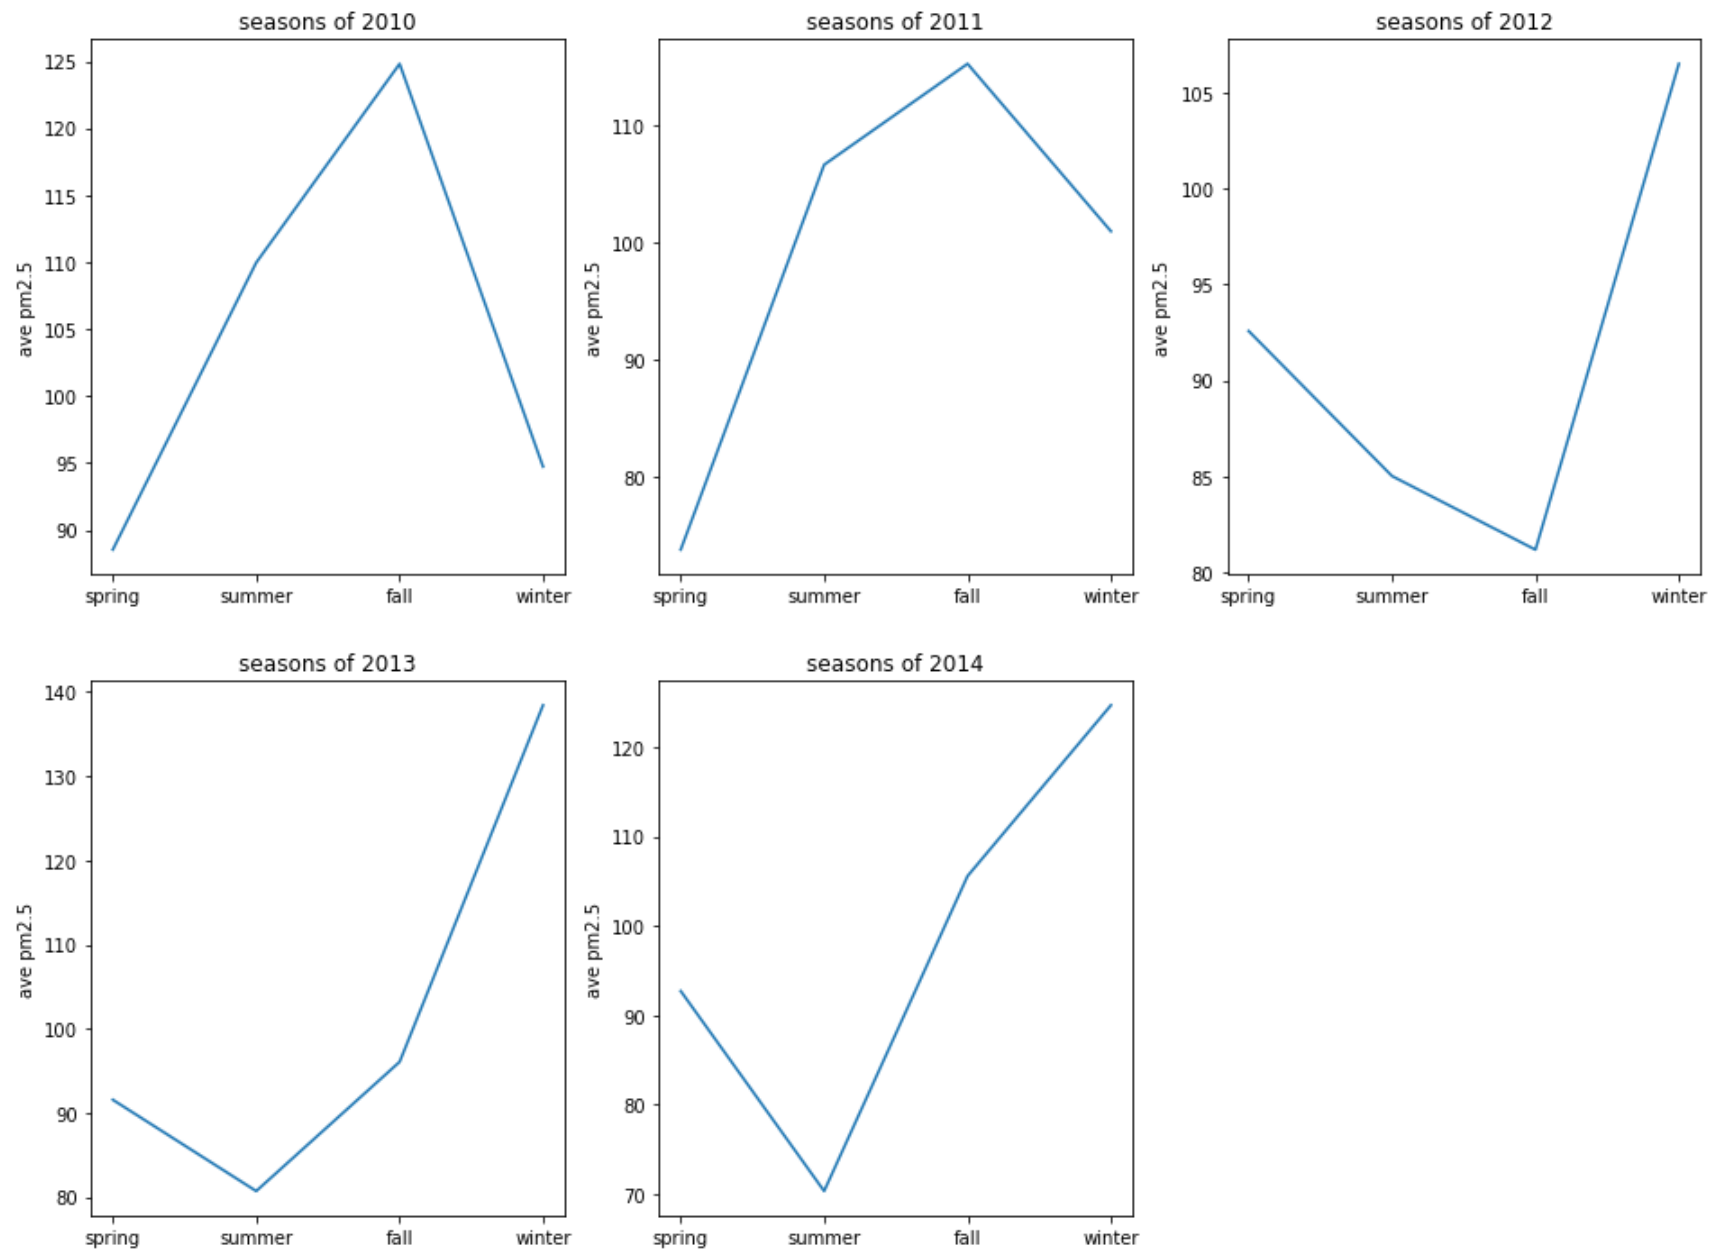 seasons of 2010
125
120
115
110
105
100
95
90
ave pm2.5
spring summer fall winter
seasons of 2011
110
100
90
80
ave pm2.5
spring summer fall winter
seasons of 2012
105
100
95
90
85
80
ave pm2.5
spring summer fall winter
seasons of 2013
140
130
120
110
100
90
80
ave pm2.5
spring summer fall winter
seasons of 2014
120
110
100
90
80
70
ave pm2.5
spring summer fall winter